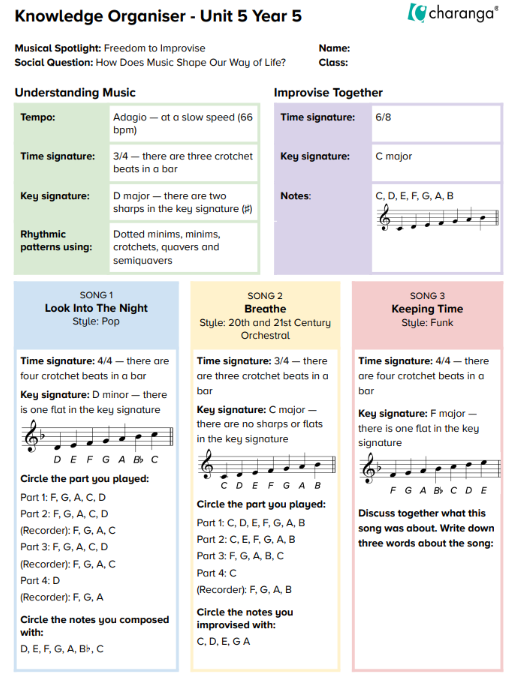 Knowledge Organiser - Unit 5 Year 5
charanga®
Musical Spotlight: Freedom to Improvise
Social Question: How Does Music Shape Our Way of Life?
Name:
Class:
Understanding Music
Tempo:
Adagio — at a slow speed (66
bpm)
Time signature:
3/4 — there are three crotchet
beats in a bar
Key signature:
D major — there are two
sharps in the key signature (♯)
Rhythmic
patterns using:
Dotted minims, minims,
crotchets, quavers and
semiquavers
Improvise Together
Time signature:
6/8
Key signature:
C major
Notes:
C, D, E, F, G, A, B
SONG 1
Look Into The Night
Style: Pop
Time signature: 4/4 — there are
four crotchet beats in a bar
Key signature: D minor — there
is one flat in the key signature
D E F G A B♭ C
Circle the part you played:
Part 1: F, G, A, C, D
Part 2: F, G, A, C, D
(Recorder): F, G, A, C
Part 3: F, G, A, C, D
(Recorder): F, G, A, C
Part 4: D
(Recorder): F, G, A
Circle the notes you composed
with:
D, E, F, G, A, B♭, C
SONG 2
Breathe
Style: 20th and 21st Century
Orchestral
Time signature: 3/4 — there
are three crotchet beats in a
bar
Key signature: C major —
there are no sharps or flats
in the key signature
C D E F G A B
Circle the part you played:
Part 1: C, D, E, F, G, A, B
Part 2: C, E, F, G, A, B
Part 3: F, G, A, B, C
Part 4: C
(Recorder): F, G, A, B
Circle the notes you
improvised with:
C, D, E, G A
SONG 3
Keeping Time
Style: Funk
Time signature: 4/4 — there
are four crotchet beats in a
bar
Key signature: F major —
there is one flat in the key
signature
F G A B♭ C D E
Discuss together what this
song was about. Write down
three words about the song: